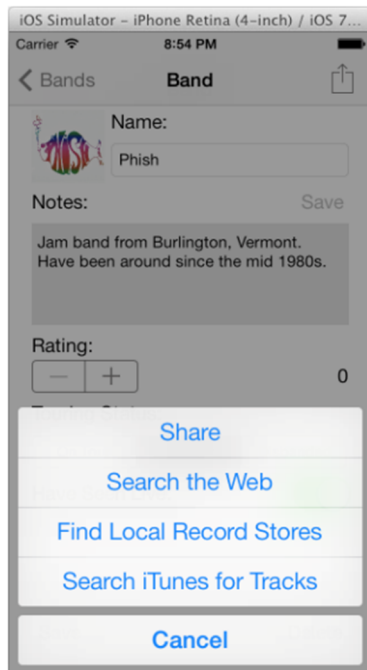 iOS Simulator – iPhone Retina (4-inch) / iOS 7...
Carrier 8:54 PM
Bands Band
Name:
Phish
Phish
Notes: Save
Jam band from Burlington, Vermont.
Have been around since the mid 1980s.
Rating:
— + 0
Share
Search the Web
Find Local Record Stores
Search iTunes for Tracks
Cancel